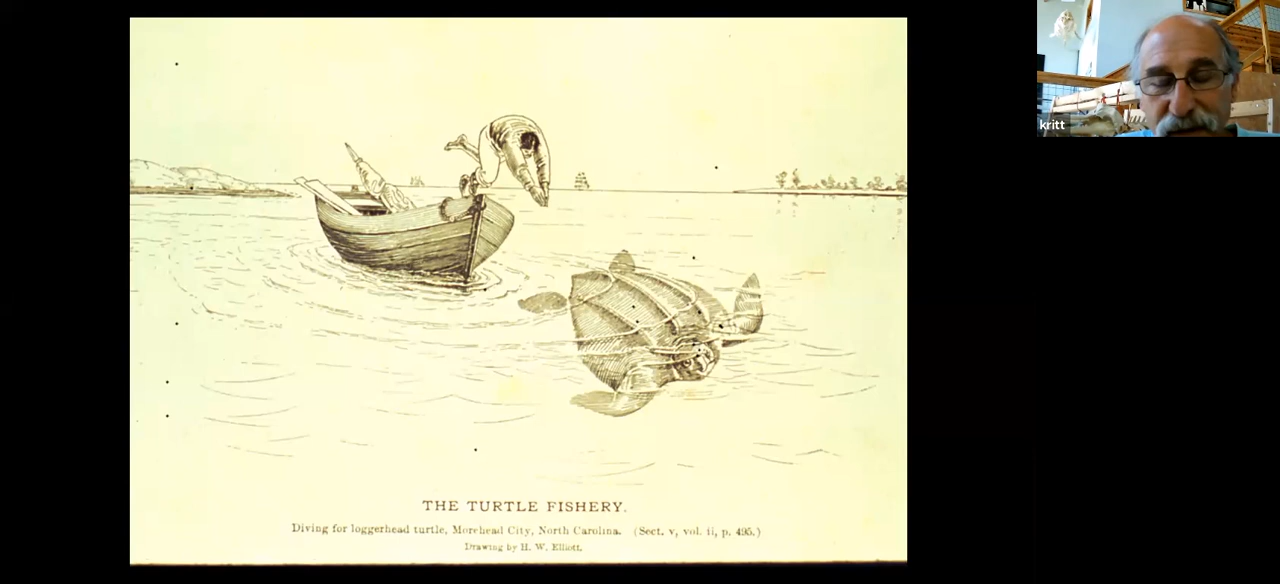 kritt
THE TURTLE FISHERY.
Diving for loggerhead turtle, Morehead City, North Carolina. (Sect. v, vol. ii, p. 495.)
Drawing by H. W. Elliott.